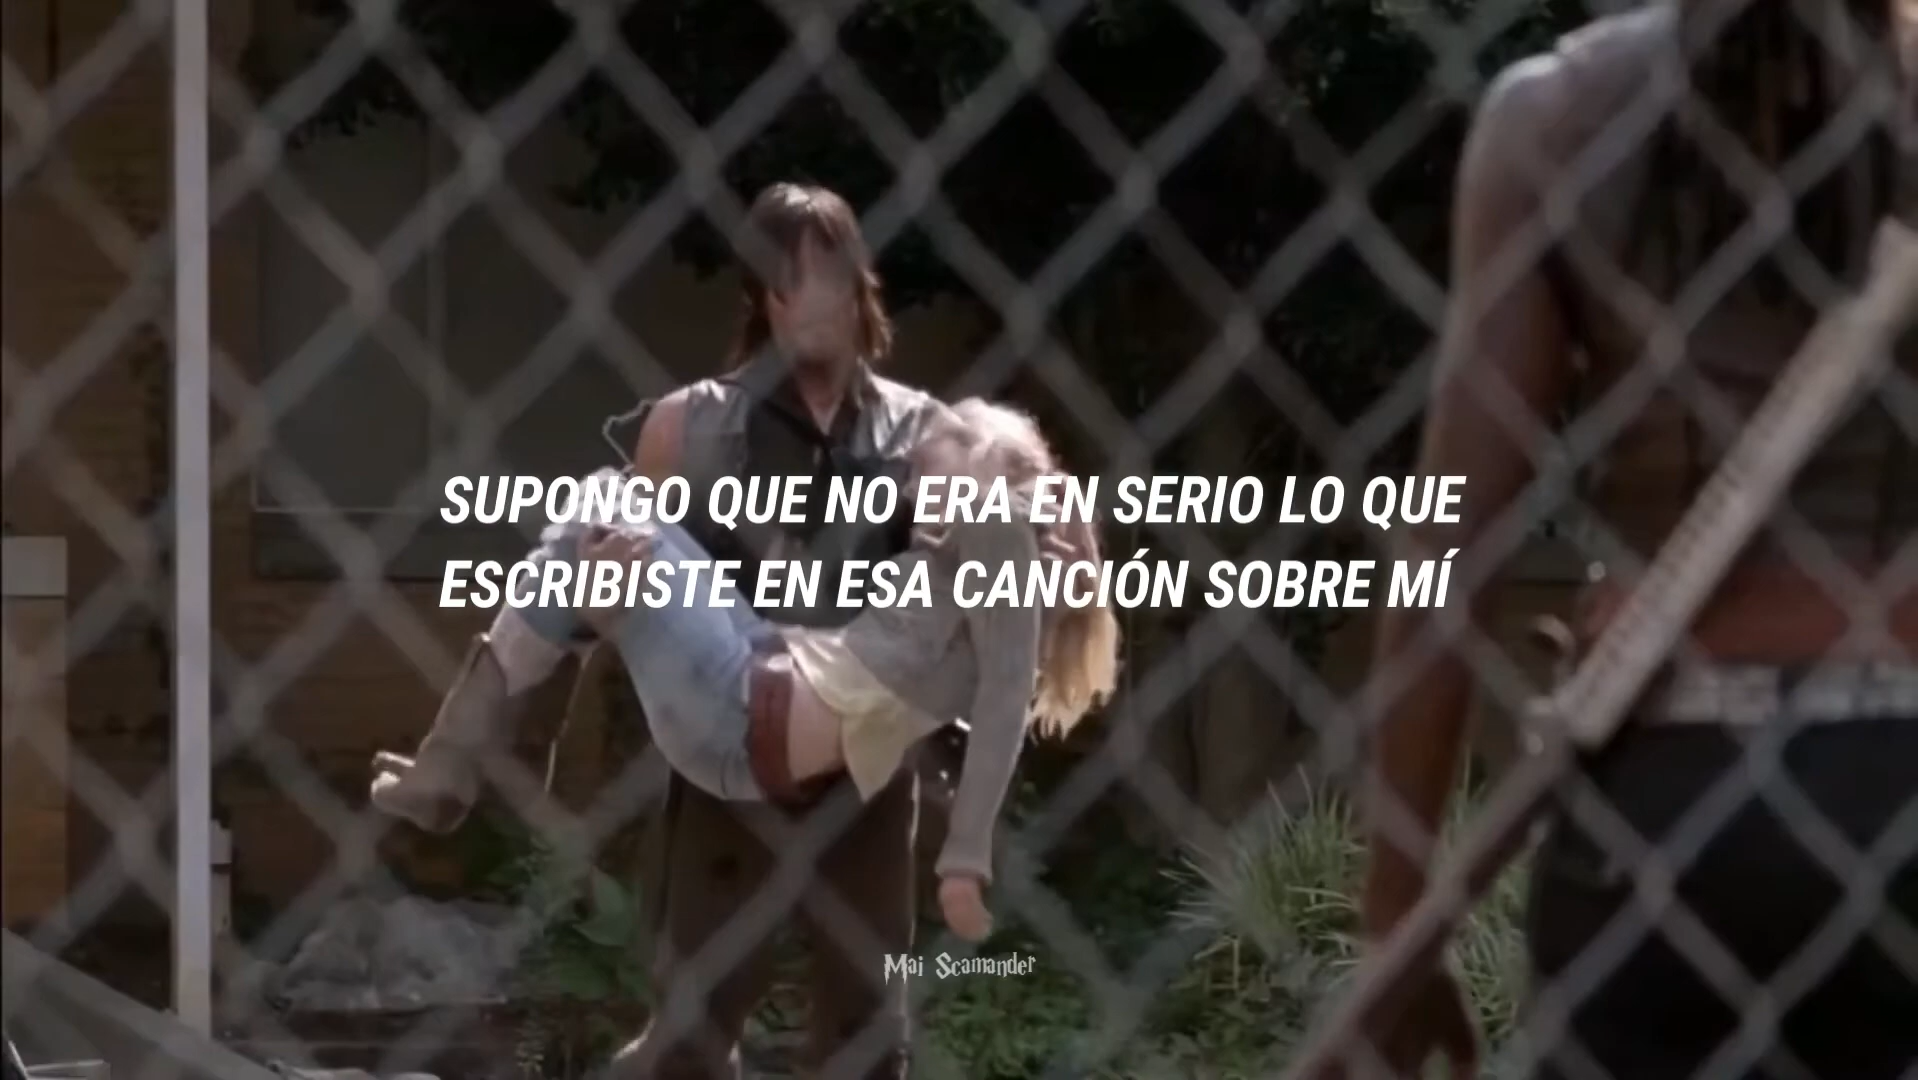 SUPONGO QUE NO ERA EN SERIO LO QUE
ESCRIBISTE EN ESA CANCIÓN SOBRE MÍ
Mai Scamander